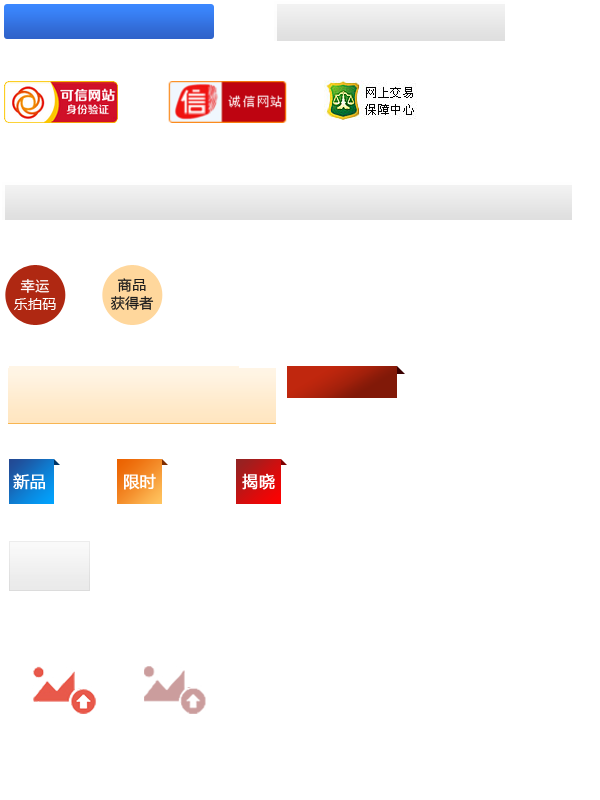 可信网站
身份验证
信
诚信网站
网上交易
保障中心
幸运
乐拍码
商品
获得者
新品
限时
揭晓